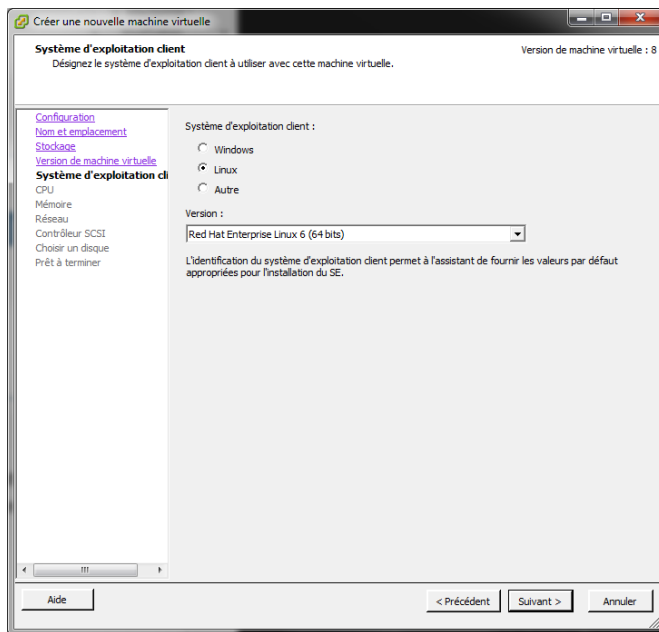 Créer une nouvelle machine virtuelle
Système d'exploitation client
Version de machine virtuelle : 8
Désignez le système d'exploitation client à utiliser avec cette machine virtuelle.
Configuration
Nom et emplacement
Stockage
Version de machine virtuelle
Système d'exploitation cli
CPU
Mémoire
Réseau
Contrôleur SCSI
Choisir un disque
Prêt à terminer
Système d'exploitation client :
Windows
Linux
Autre
Version :
Red Hat Enterprise Linux 6 (64 bits)
L'identification du système d'exploitation client permet à l'assistant de fournir les valeurs par défaut
appropriées pour l'installation du SE.
Aide
< Précédent
Suivant >
Annuler